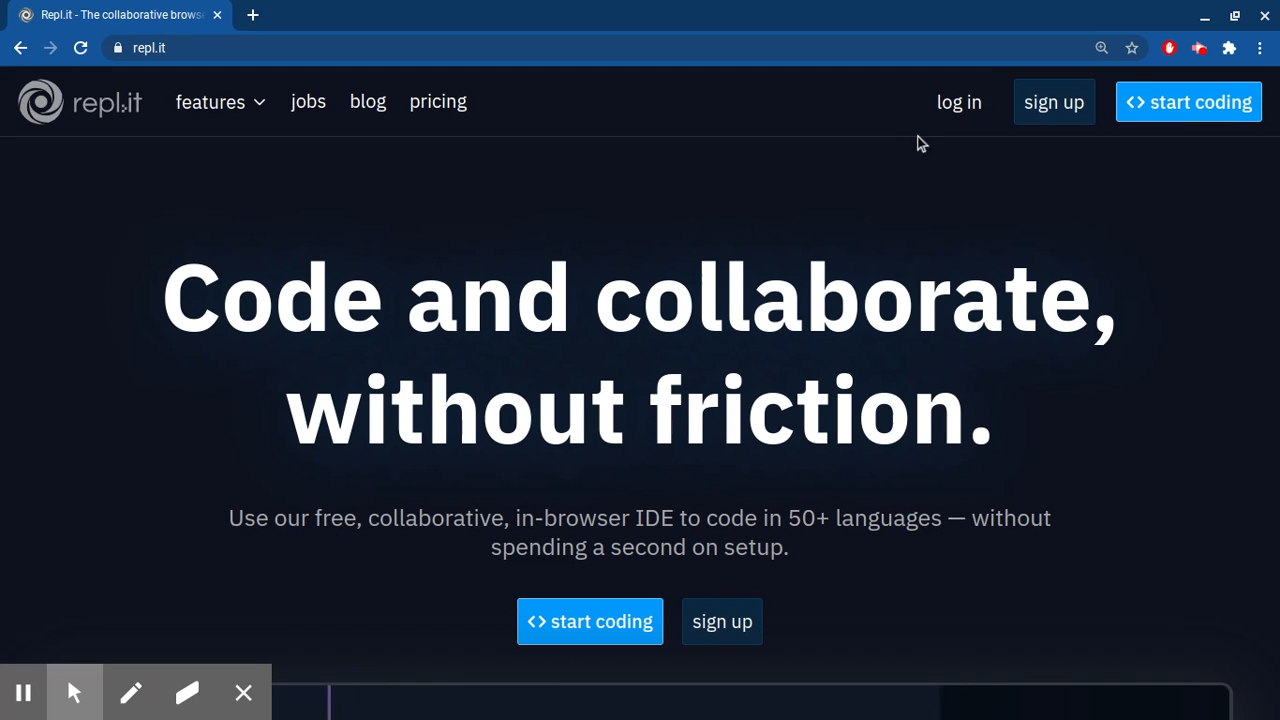 Repl.it - The collaborative brows
repl.it
repl.it
features
jobs
blog
pricing
log in
sign up
<> start coding
Code and collaborate,
without friction.
Use our free, collaborative, in-browser IDE to code in 50+ languages — without
spending a second on setup.
<> start coding
sign up